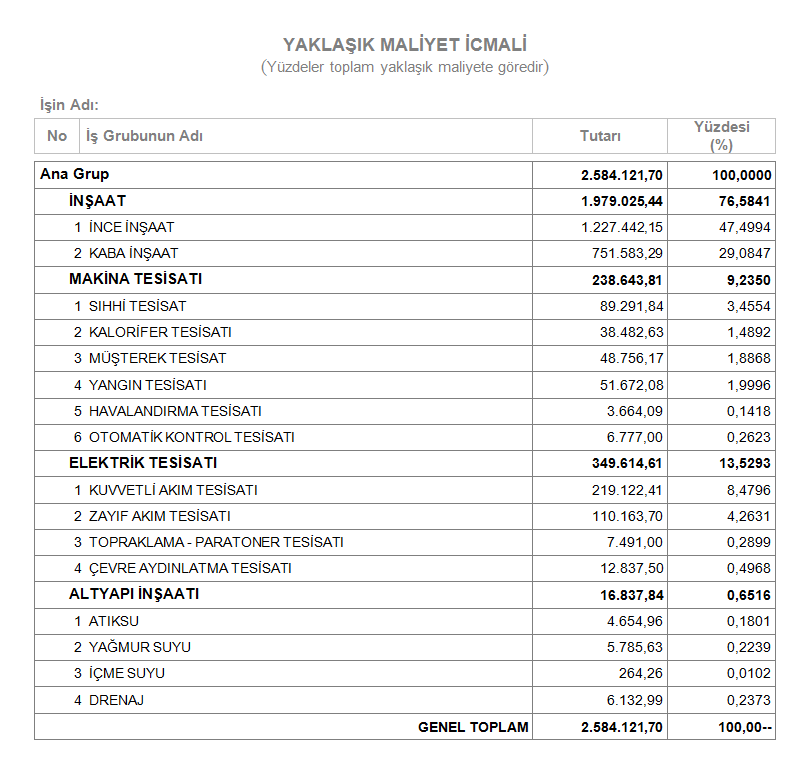 YAKLAŞIK MALİYET İCMALİ
(Yüzdeler toplam yaklaşık maliyete göredir)
İşin Adı:
No İş Grubunun Adı Tutarı Yüzdesi (%)
Ana Grup 2.584.121,70 100,0000
İNŞAAT 1.979.025,44 76,5841
1 İNCE İNŞAAT 1.227.442,15 47,4994
2 KABA İNŞAAT 751.583,29 29,0847
MAKİNA TESİSATI 238.643,81 9,2350
1 SIHHİ TESİSAT 89.291,84 3,4554
2 KALORİFER TESİSATI 38.482,63 1,4892
3 MÜŞTEREK TESİSAT 48.756,17 1,8868
4 YANGIN TESİSATI 51.672,08 1,9996
5 HAVALANDIRMA TESİSATI 3.664,09 0,1418
6 OTOMATİK KONTROL TESİSATI 6.777,00 0,2623
ELEKTRİK TESİSATI 349.614,61 13,5293
1 KUVVETLİ AKIM TESİSATI 219.122,41 8,4796
2 ZAYIF AKIM TESİSATI 110.163,70 4,2631
3 TOPRAKLAMA - PARATONER TESİSATI 7.491,00 0,2899
4 ÇEVRE AYDINLATMA TESİSATI 12.837,50 0,4968
ALTYAPI İNŞAATI 16.837,84 0,6516
1 ATIKSU 4.654,96 0,1801
2 YAĞMUR SUYU 5.785,63 0,2239
3 İÇME SUYU 264,26 0,0102
4 DRENAJ 6.132,99 0,2373
GENEL TOPLAM 2.584.121,70 100,00--